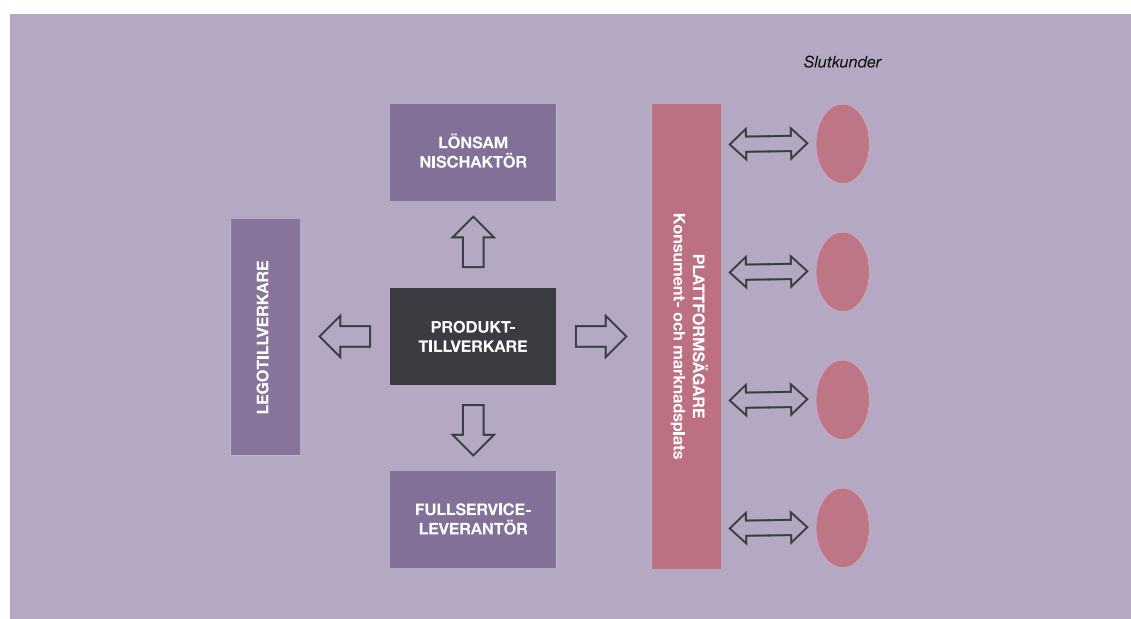 Slutkunder
LÖNSAM
NISCHAKTÖR
LEGOTILLVERKARE
PRODUKT-
TILLVERKARE
PLATTFORMSÄGARE
Konsument- och marknadsplats
FULLSERVICE-
LEVERANTÖR